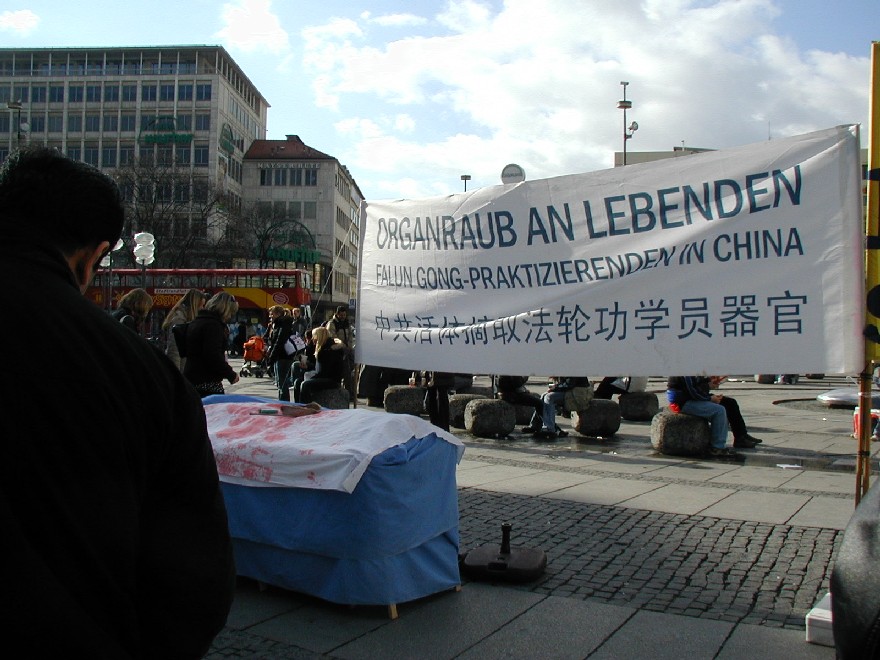 ORGANRAUB AN LEBENDEN
FALUN GONG-PRAKTIZIERENDEN IN CHINA
中共活体摘取法轮功学员器官